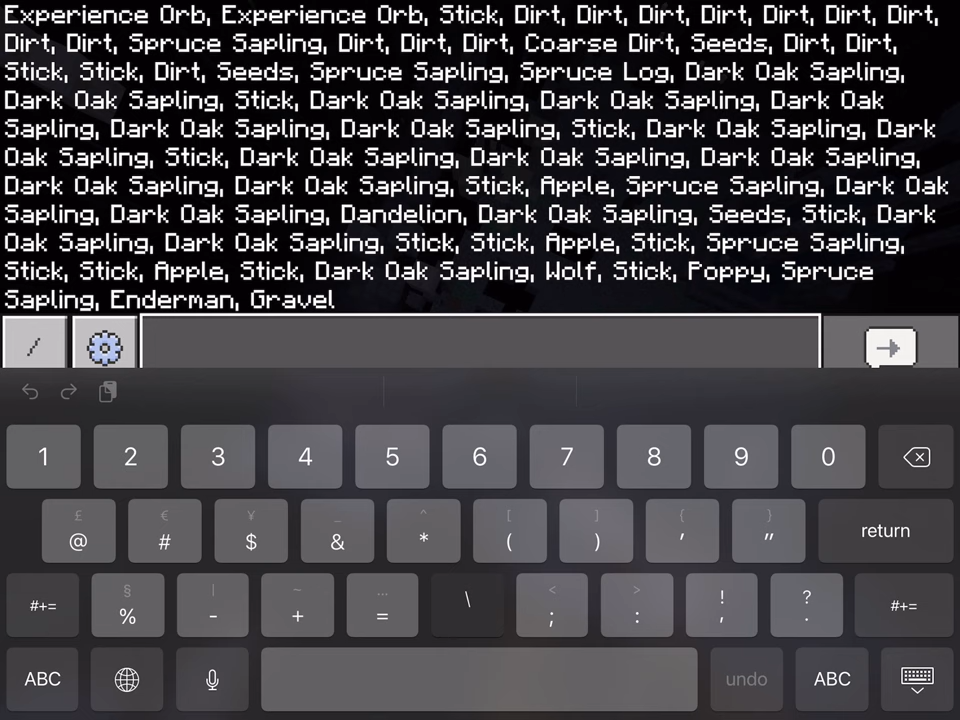 Experience Orb, Experience Orb, Stick, Dirt, Dirt, Dirt, Dirt, Dirt, Dirt, Dirt,
Dirt, Dirt, Spruce Sapling, Dirt, Dirt, Dirt, Coarse Dirt, Seeds, Dirt, Dirt,
Stick, Stick, Dirt, Seeds, Spruce Sapling, Spruce Log, Dark Oak Sapling,
Dark Oak Sapling, Stick, Dark Oak Sapling, Dark Oak Sapling, Dark Oak
Sapling, Dark Oak Sapling, Dark Oak Sapling, Stick, Dark Oak Sapling, Dark
Oak Sapling, Stick, Dark Oak Sapling, Dark Oak Sapling, Dark Oak Sapling,
Dark Oak Sapling, Dark Oak Sapling, Stick, Apple, Spruce Sapling, Dark Oak
Sapling, Dark Oak Sapling, Dandelion, Dark Oak Sapling, Seeds, Stick, Dark
Oak Sapling, Dark Oak Sapling, Stick, Stick, Apple, Stick, Spruce Sapling,
Stick, Stick, Apple, Stick, Dark Oak Sapling, Wolf, Stick, Poppy, Spruce
Sapling, Enderman, Gravel
/
1 2 3 4 5 6 7 8 9 0
£ € ¥ _ ^ [ ] { }
@ # $ & * ( ) ' " return
§ | ~ … < > ! ?
#+= % - + = \ ; : , . #+=
ABC undo ABC